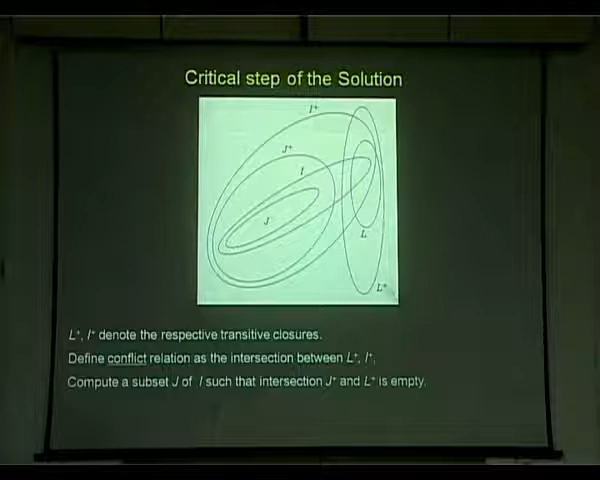 Critical step of the Solution
I⁺
J⁺
I
J
L
L⁺
L⁺, I⁺ denote the respective transitive closures.
Define conflict relation as the intersection between L⁺, I⁺.
Compute a subset J of I such that intersection J⁺ and L⁺ is empty.